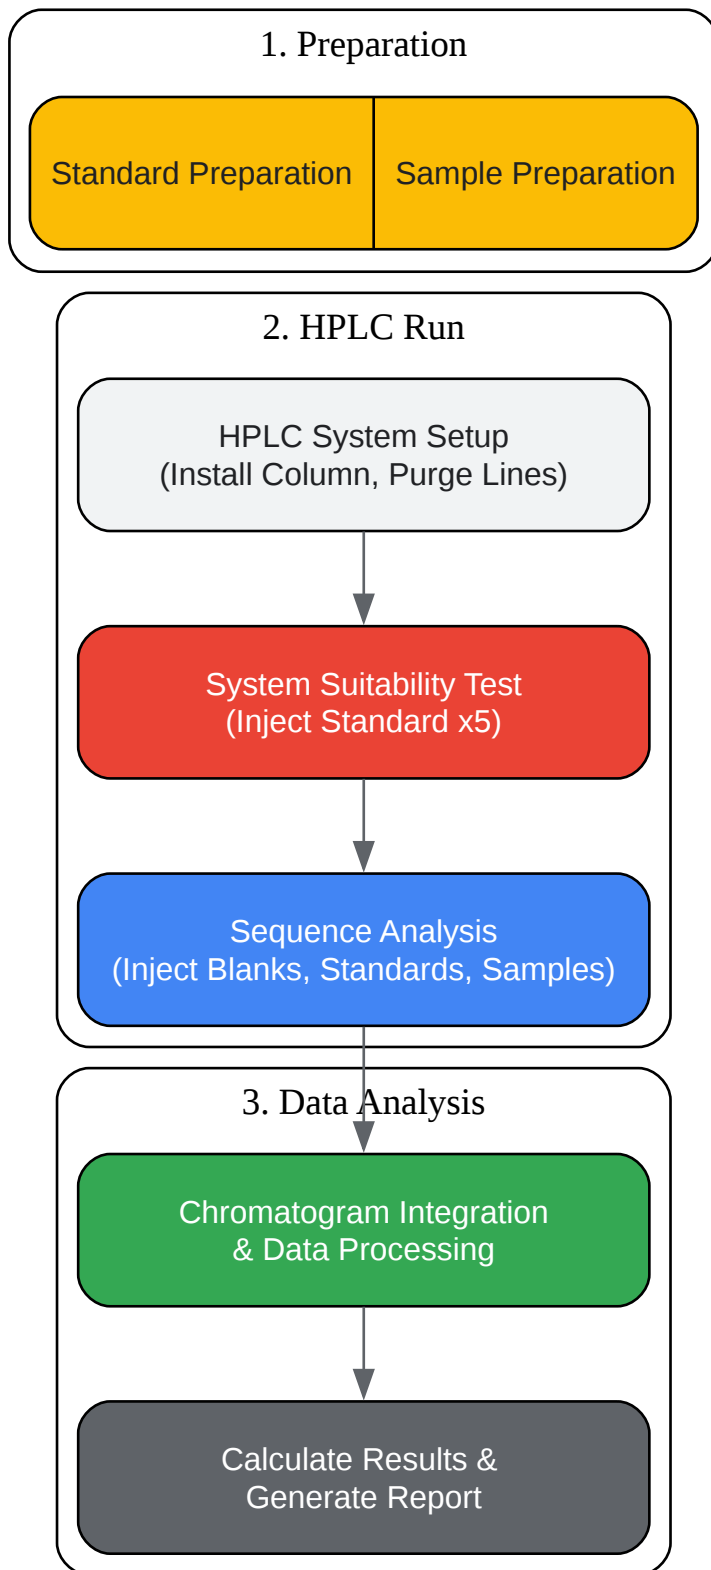 1. Preparation
Standard Preparation
Sample Preparation
2. HPLC Run
HPLC System Setup
(Install Column, Purge Lines)
System Suitability Test
(Inject Standard x5)
Sequence Analysis
(Inject Blanks, Standards, Samples)
3. Data Analysis
Chromatogram Integration
& Data Processing
Calculate Results &
Generate Report